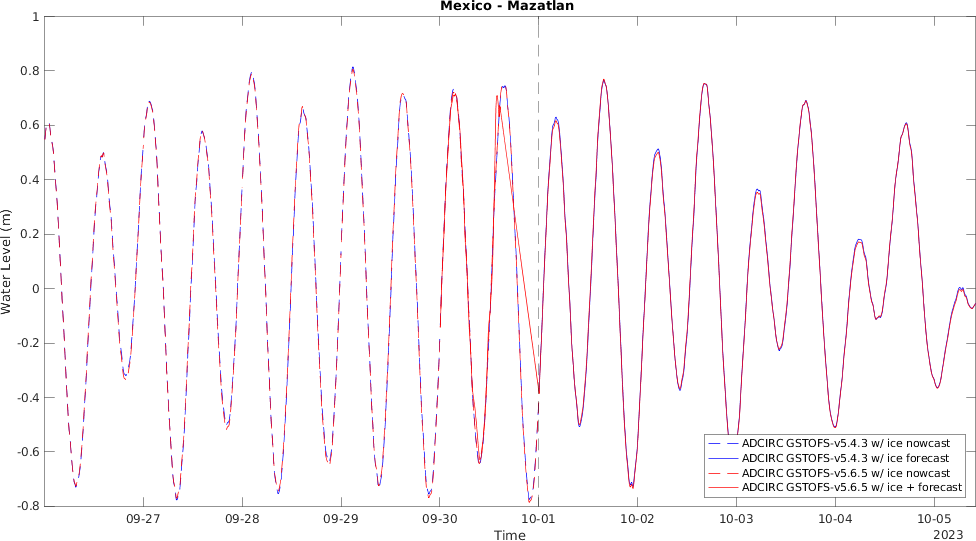 Mexico - Mazatlan
1
0.8
0.6
0.4
0.2
0
-0.2
-0.4
-0.6
-0.8
Water Level (m)
09-27 09-28 09-29 09-30 10-01 10-02 10-03 10-04 10-05
Time
2023
ADCIRC GSTOFS-v5.4.3 w/ ice nowcast
ADCIRC GSTOFS-v5.4.3 w/ ice forecast
ADCIRC GSTOFS-v5.6.5 w/ ice nowcast
ADCIRC GSTOFS-v5.6.5 w/ ice + forecast